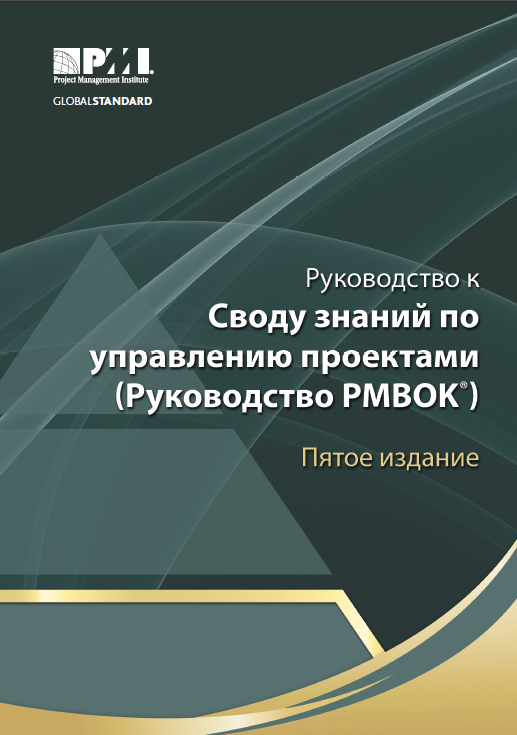 PMI®
Project Management Institute
GLOBALSTANDARD
Руководство к
Своду знаний по
управлению проектами
(Руководство PMBOK®)
Пятое издание